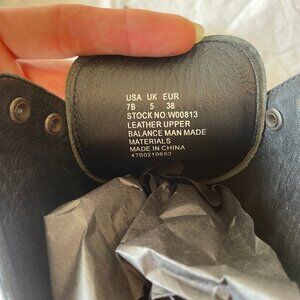 USA UK EUR
7B 5 38
STOCK NO: W00813
LEATHER UPPER
BALANCE MAN MADE
MATERIALS
MADE IN CHINA
4700210653